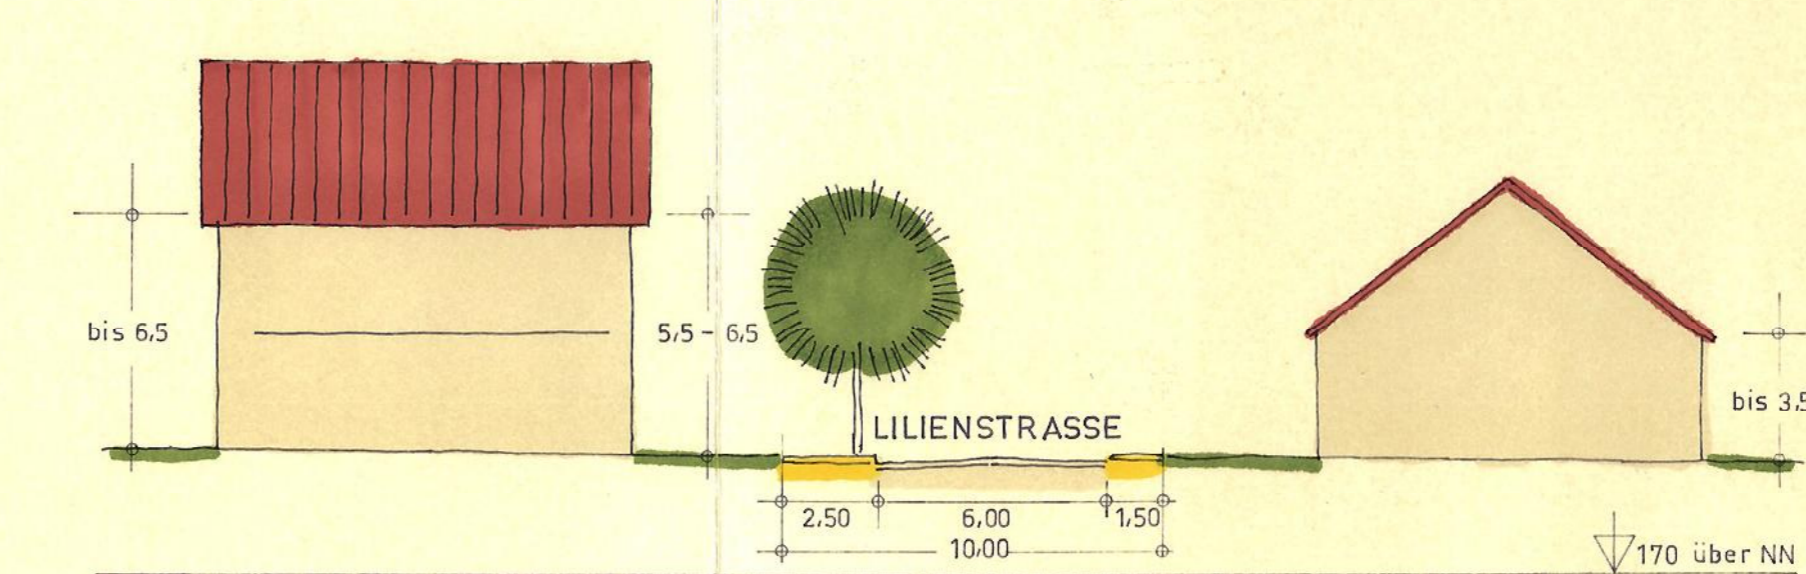 bis 6,5
5,5 - 6,5
LILIENSTRASSE
bis 3,5
2,50 6,00 1,50
10,00
170 über NN